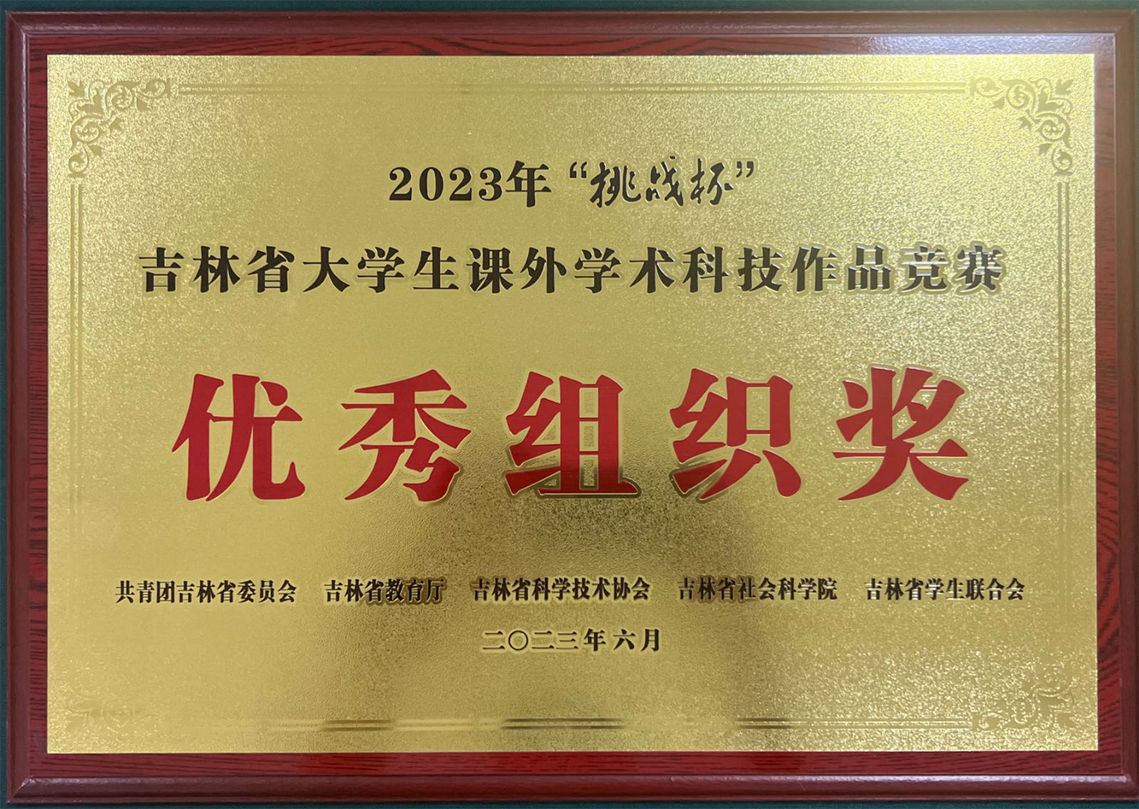 2023年“挑战杯”
吉林省大学生课外学术科技作品竞赛
优秀组织奖
共青团吉林省委员会 吉林省教育厅 吉林省科学技术协会 吉林省社会科学院 吉林省学生联合会
二〇二三年六月